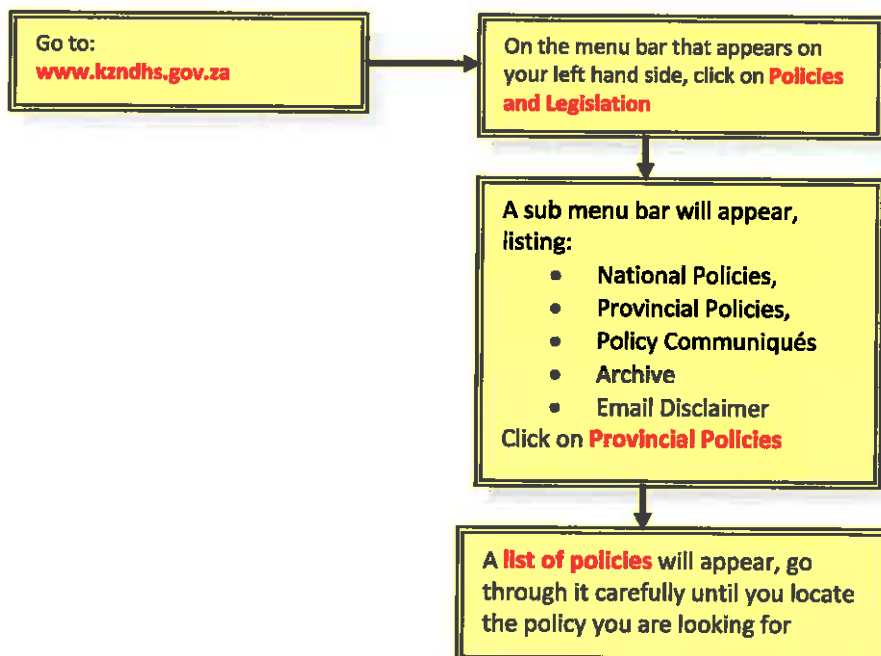 Go to:
www.kzndhs.gov.za
On the menu bar that appears on
your left hand side, click on Policies
and Legislation
A sub menu bar will appear,
listing:
• National Policies,
• Provincial Policies,
• Policy Communiqués
• Archive
• Email Disclaimer
Click on Provincial Policies
A list of policies will appear, go
through it carefully until you locate
the policy you are looking for